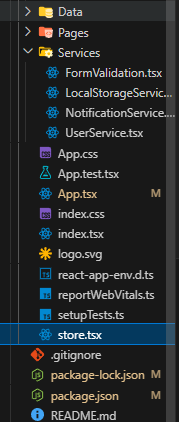 Data
Pages
Services
FormValidation.tsx
LocalStorageServic...
NotificationService....
UserService.tsx
App.css
App.test.tsx
App.tsx M
index.css
index.tsx
logo.svg
react-app-env.d.ts
reportWebVitals.ts
setupTests.ts
store.tsx
.gitignore
package-lock.json M
package.json M
README.md